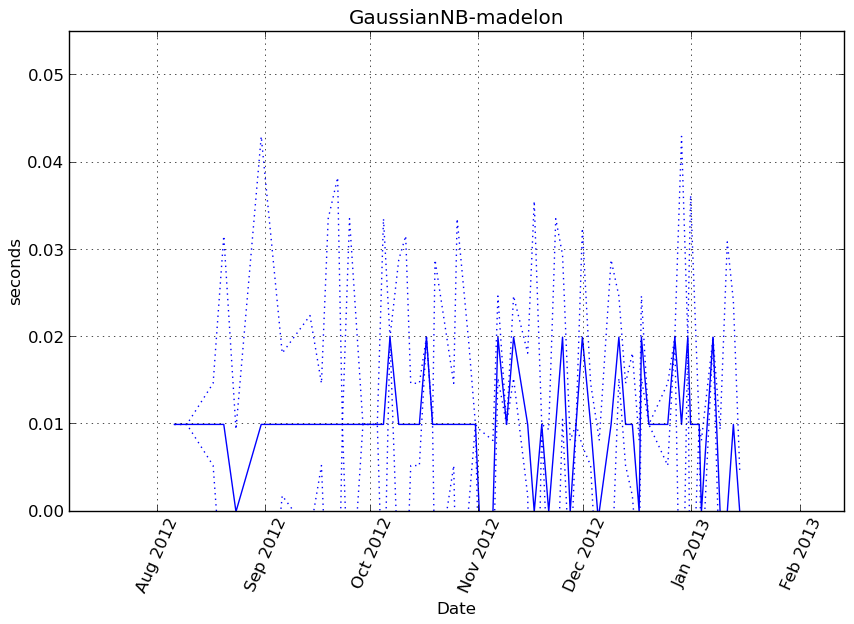 GaussianNB-madelon
seconds
0.05
0.04
0.03
0.02
0.01
0.00
Aug 2012
Sep 2012
Oct 2012
Nov 2012
Dec 2012
Jan 2013
Feb 2013
Date